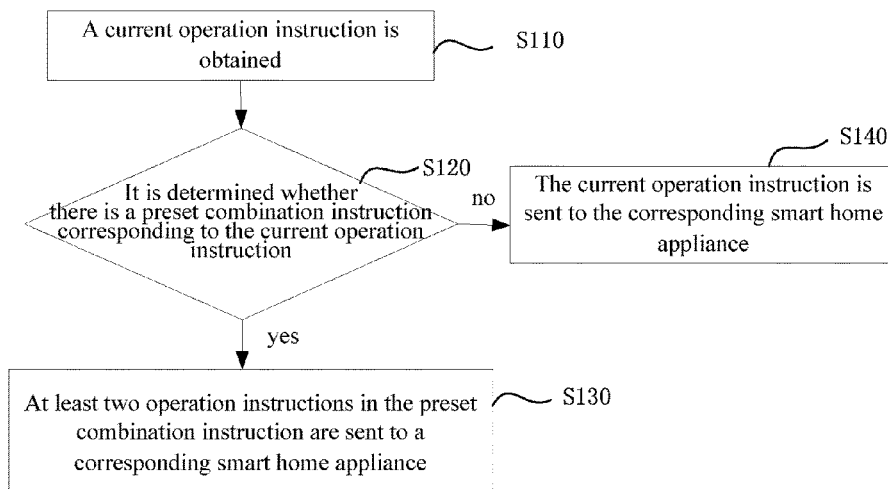 A current operation instruction is
obtained
S110
S120
It is determined whether
there is a preset combination instruction
corresponding to the current operation
instruction
no
S140
The current operation instruction is
sent to the corresponding smart home
appliance
yes
At least two operation instructions in the preset
combination instruction are sent to a
corresponding smart home appliance
S130